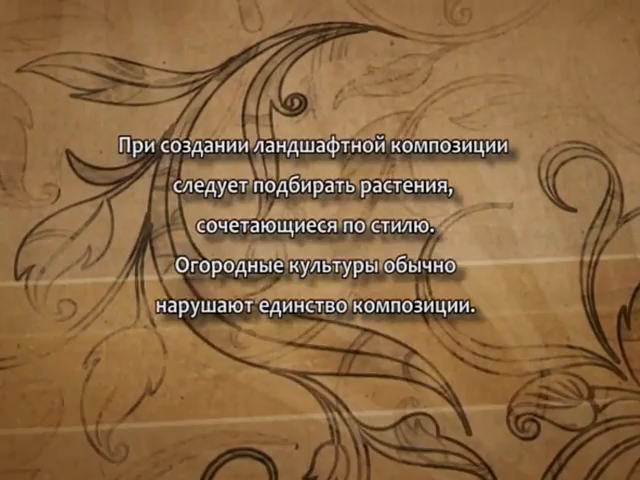 При создании ландшафтной композиции
следует подбирать растения,
сочетающиеся по стилю.
Огородные культуры обычно
нарушают единство композиции.